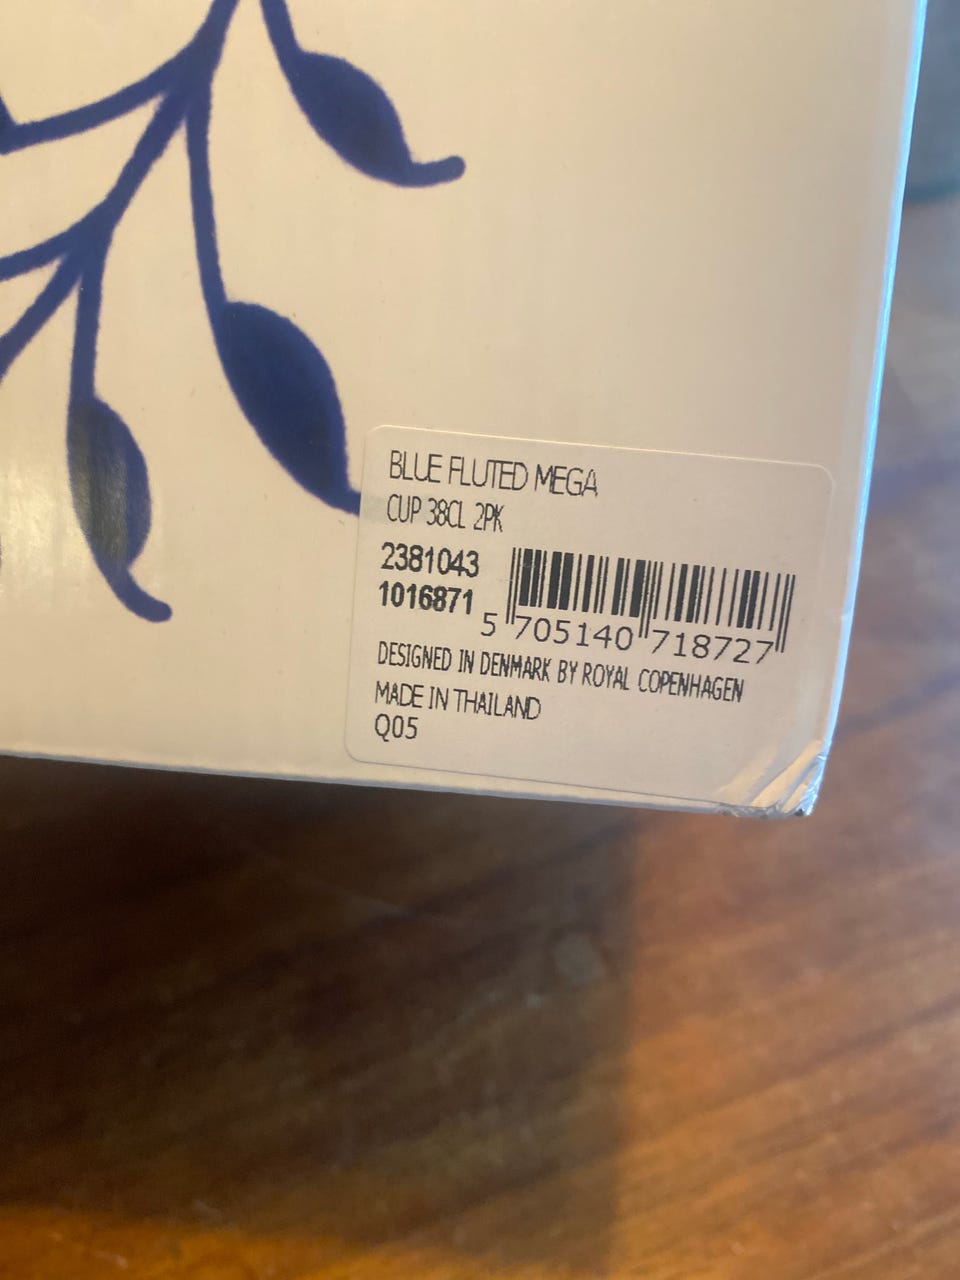 BLUE FLUTED MEGA
CUP 38CL 2PK
2381043
1016871
5 705140 718727
DESIGNED IN DENMARK BY ROYAL COPENHAGEN
MADE IN THAILAND
Q05